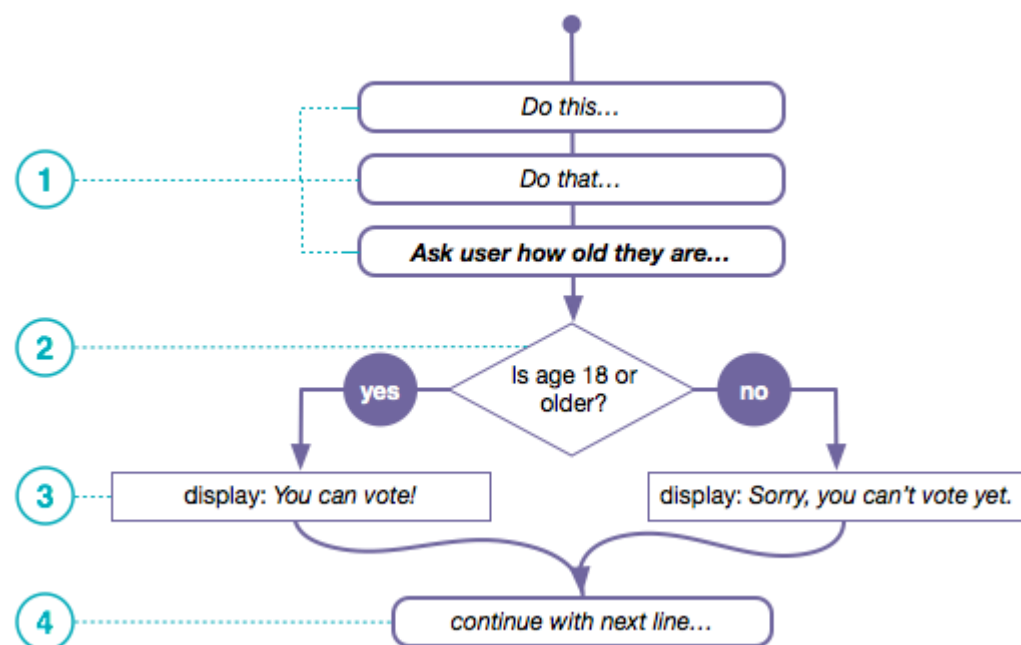 Do this…
1
Do that…
Ask user how old they are…
2
Is age 18 or
older?
yes
no
3
display: You can vote!
display: Sorry, you can't vote yet.
4
continue with next line…